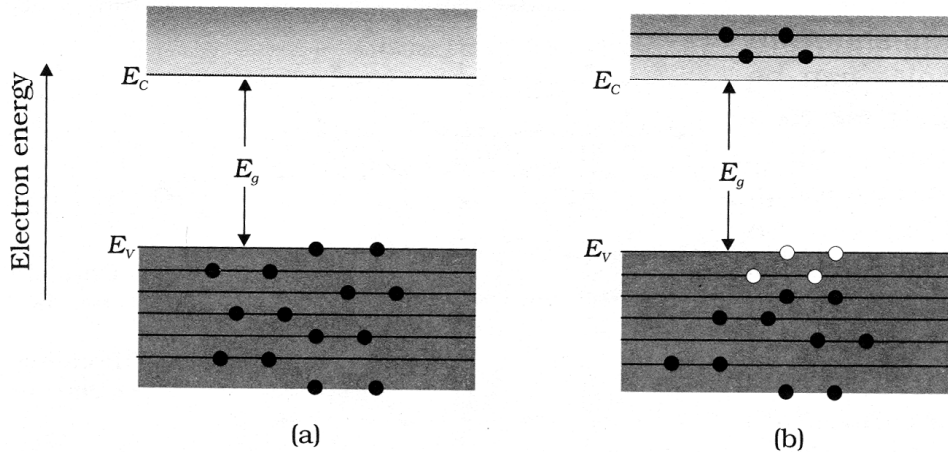 Electron energy
E_C
E_g
E_V
(a)
E_C
E_g
E_V
(b)